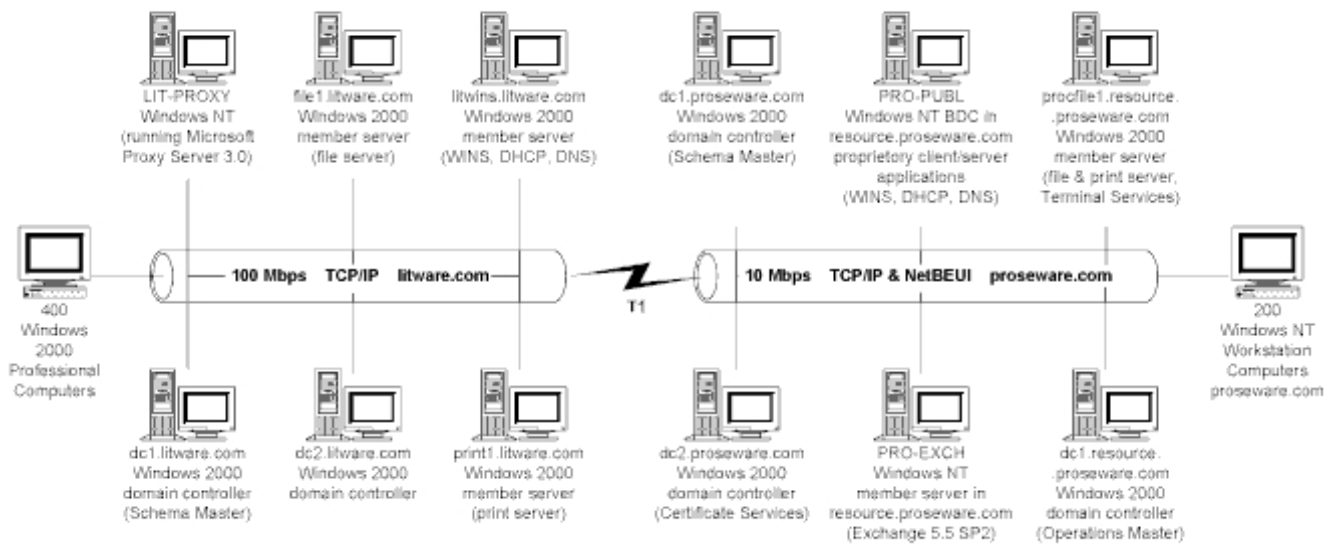 LIT-PROXY
Windows NT
(running Microsoft
Proxy Server 3.0)
file1.litware.com
Windows 2000
member server
(file server)
litwins.litware.com
Windows 2000
member server
(WINS, DHCP, DNS)
dc1.proseware.com
Windows 2000
domain controller
(Schema Master)
PRO-PUBL
Windows NT BDC in
resource.proseware.com
proprietry client/server
applications
(WINS, DHCP, DNS)
procfile1.resource.
.proseware.com
Windows 2000
member server
(file & print server,
Terminal Services)
400
Windows
2000
Professional
Computers
100 Mbps TCP/IP litware.com
T1
10 Mbps TCP/IP & NetBEUI proseware.com
200
Windows NT
Workstation
Computers
proseware.com
dc1.litware.com
Windows 2000
domain controller
(Schema Master)
dc2.litware.com
Windows 2000
domain controller
print1.litware.com
Windows 2000
member server
(print server)
dc2.proseware.com
Windows 2000
domain controller
(Certificate Services)
PRO-EXCH
Windows NT
member server in
resource.proseware.com
(Exchange 5.5 SP2)
dc1.resource.
.proseware.com
Windows 2000
domain controller
(Operations Master)